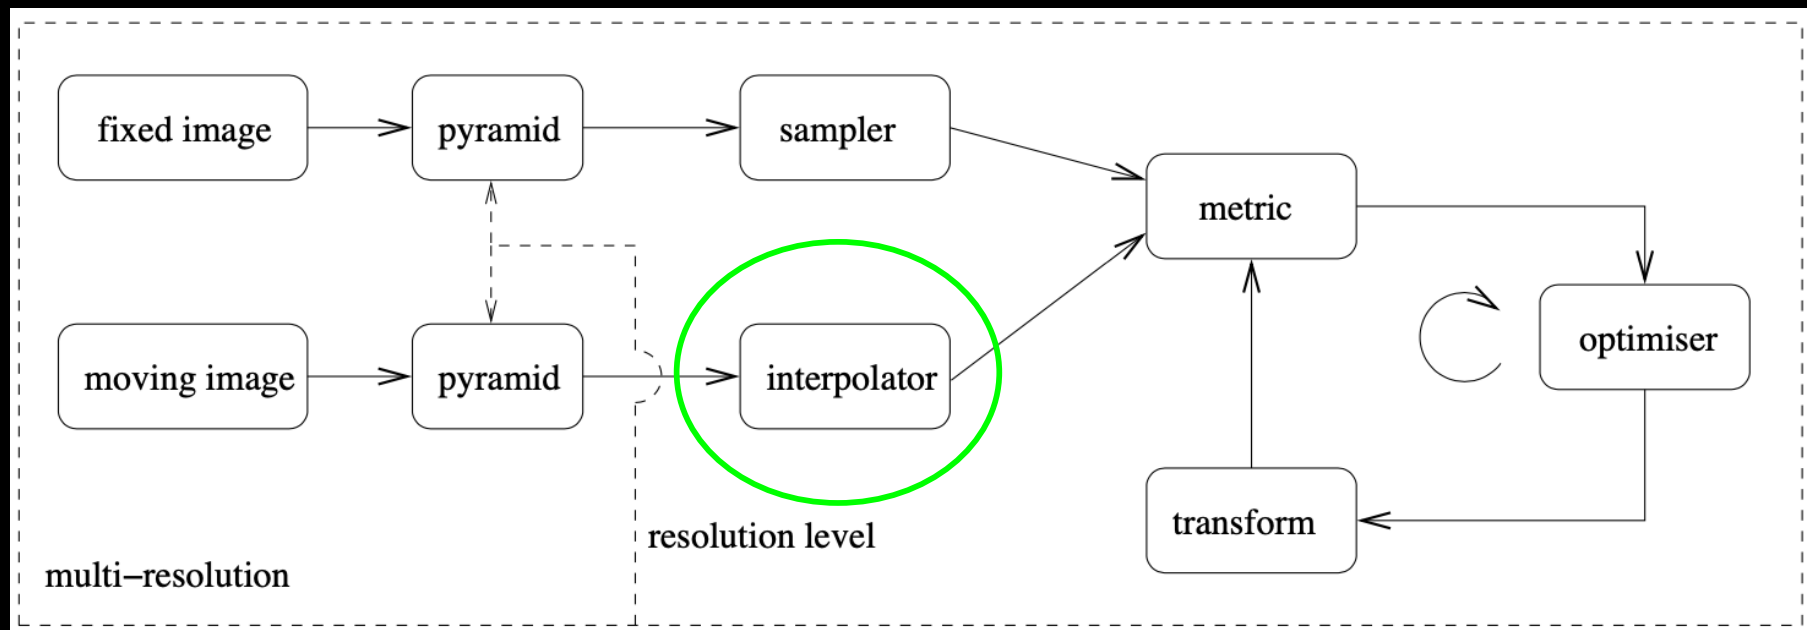 fixed image
pyramid
sampler
metric
moving image
pyramid
interpolator
optimiser
transform
resolution level
multi−resolution